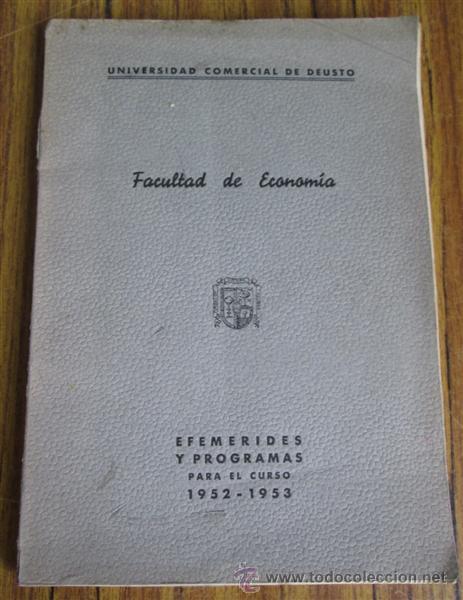 UNIVERSIDAD COMERCIAL DE DEUSTO
Facultad de Economía
EFEMERIDES
Y PROGRAMAS
PARA EL CURSO
1952-1953
www.todocoleccion.net